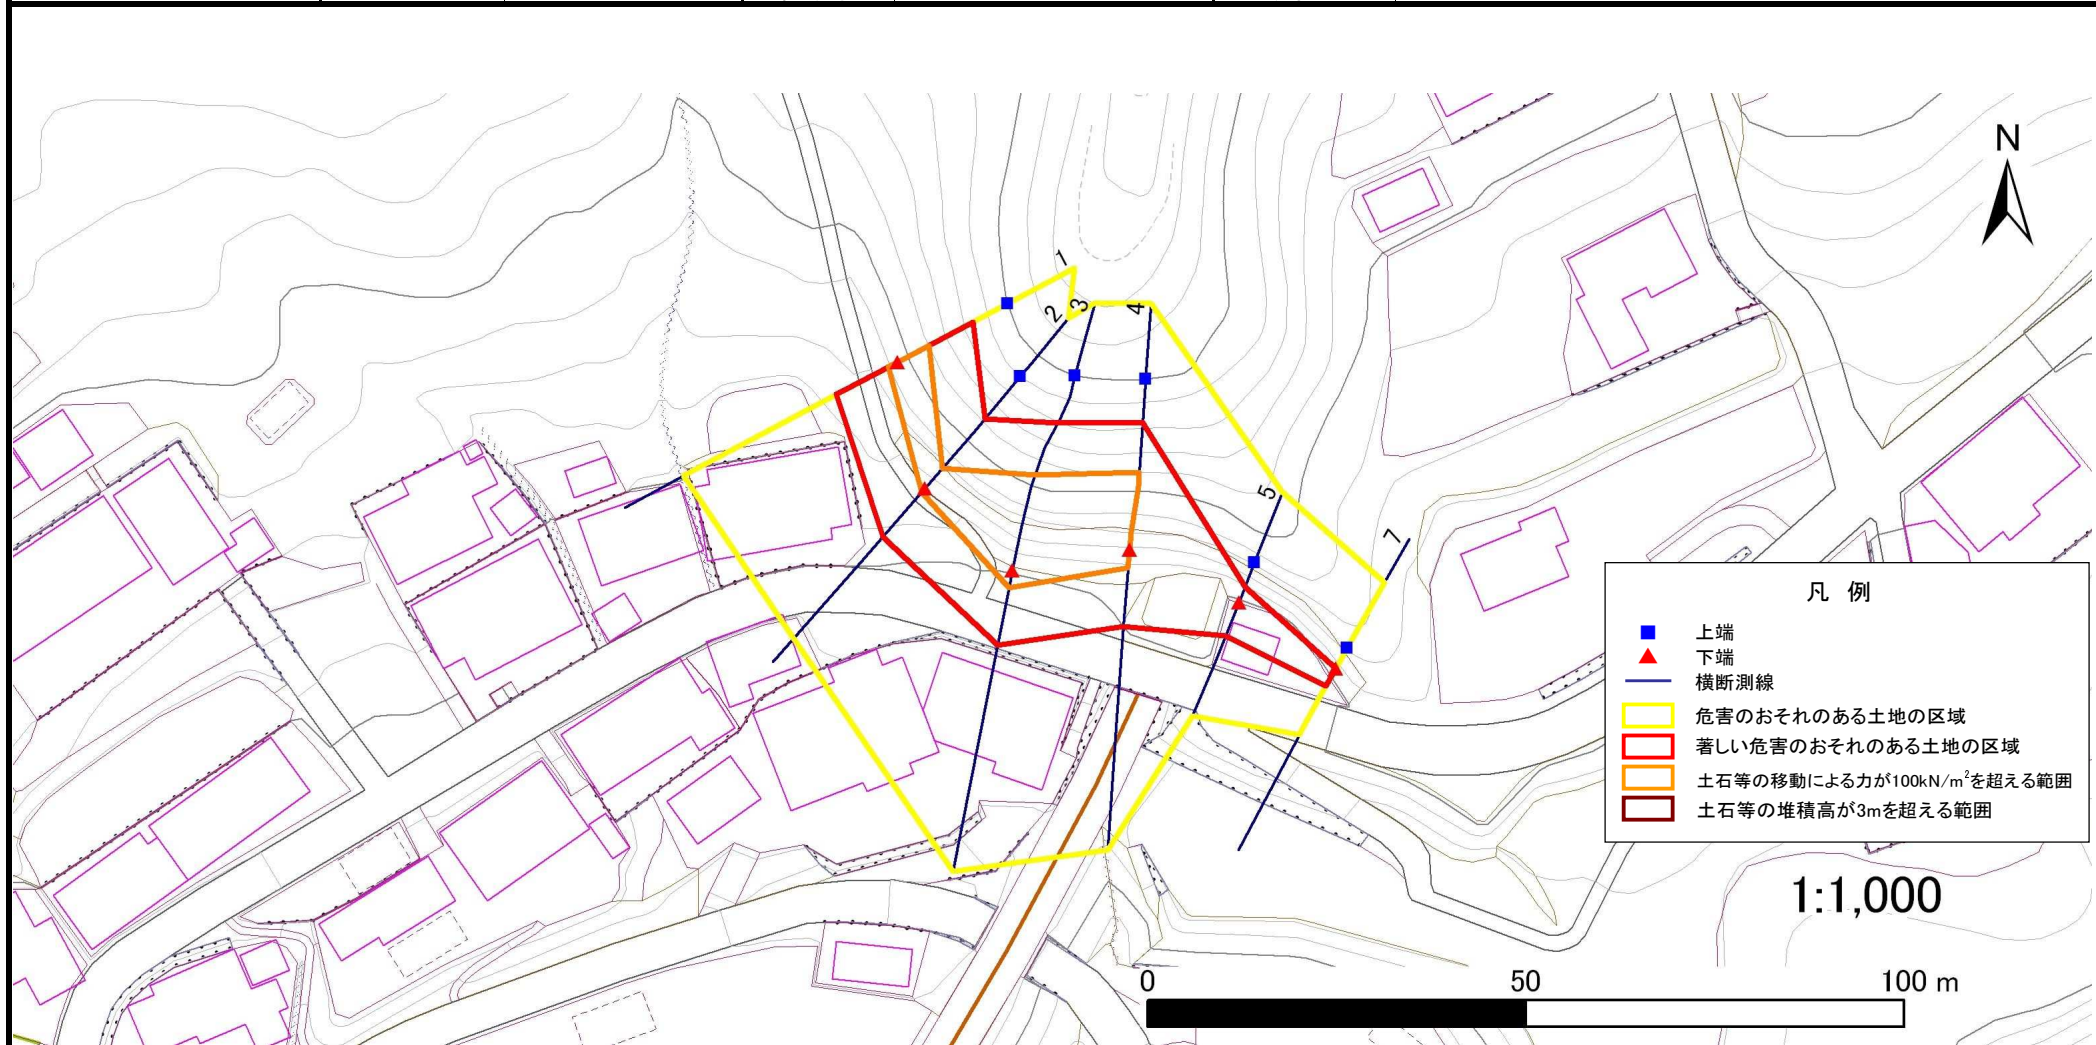 N
1
2
3
4
5
7
凡 例
上端
下端
横断測線
危害のおそれのある土地の区域
著しい危害のおそれのある土地の区域
土石等の移動による力が100kN/m²を超える範囲
土石等の堆積高が3mを超える範囲
1:1,000
0 50 100 m